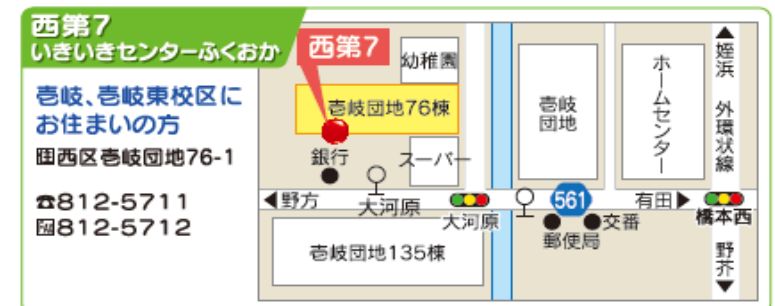 西第7
いきいきセンターふくおか
壱岐、壱岐東校区に
お住まいの方
住西区壱岐団地76-1
☎812-5711
FAX812-5712
西第7
幼稚園
壱岐団地76棟
銀行
スーパー
◀野方
大河原
大河原
壱岐団地135棟
壱岐
団地
561
郵便局
交番
ホームセンター
有田▶
▲姪浜
外環状線
橋本西
野芥▼